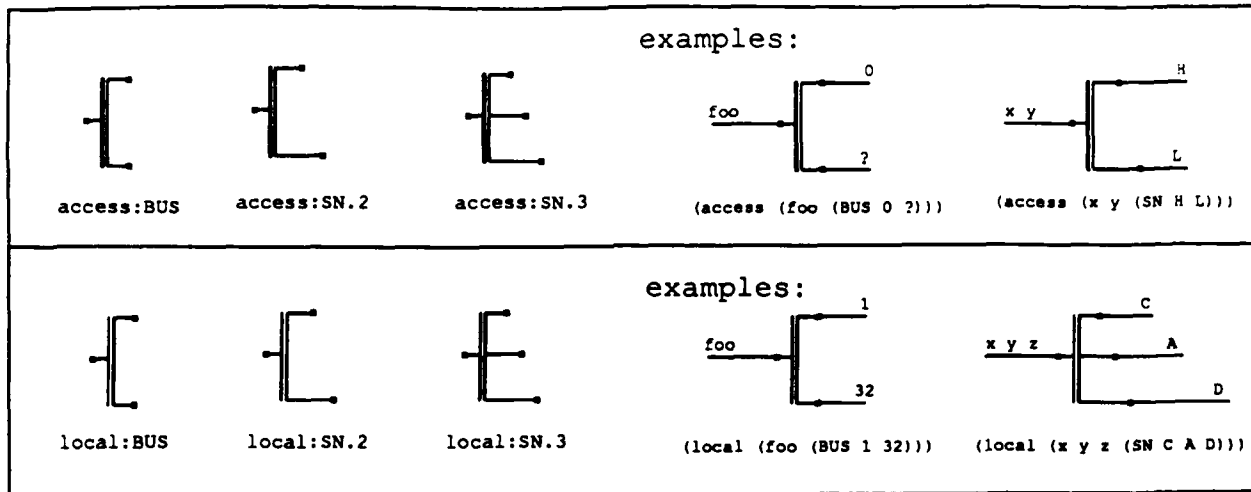 examples:
0
H
foo
x y
?
L
access:BUS
access:SN.2
access:SN.3
(access (foo (BUS 0 ?)))
(access (x y (SN H L)))
examples:
1
C
foo
x y z
A
32
D
local:BUS
local:SN.2
local:SN.3
(local (foo (BUS 1 32)))
(local (x y z (SN C A D)))